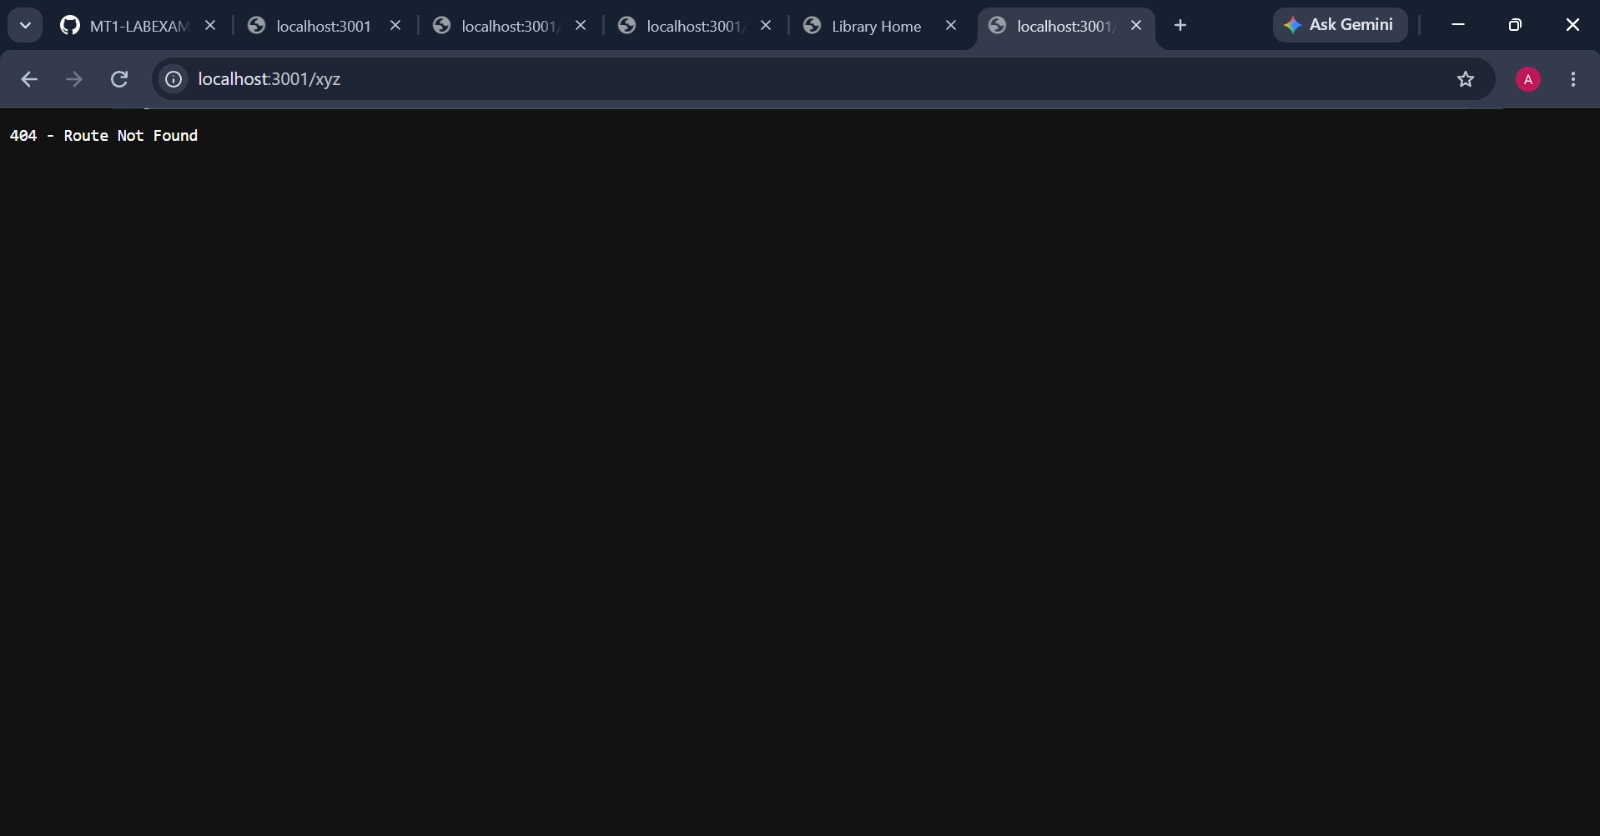 MT1-LABEXAM
localhost:3001
localhost:3001/
localhost:3001/
Library Home
localhost:3001/
Ask Gemini
localhost:3001/xyz
A
404 - Route Not Found